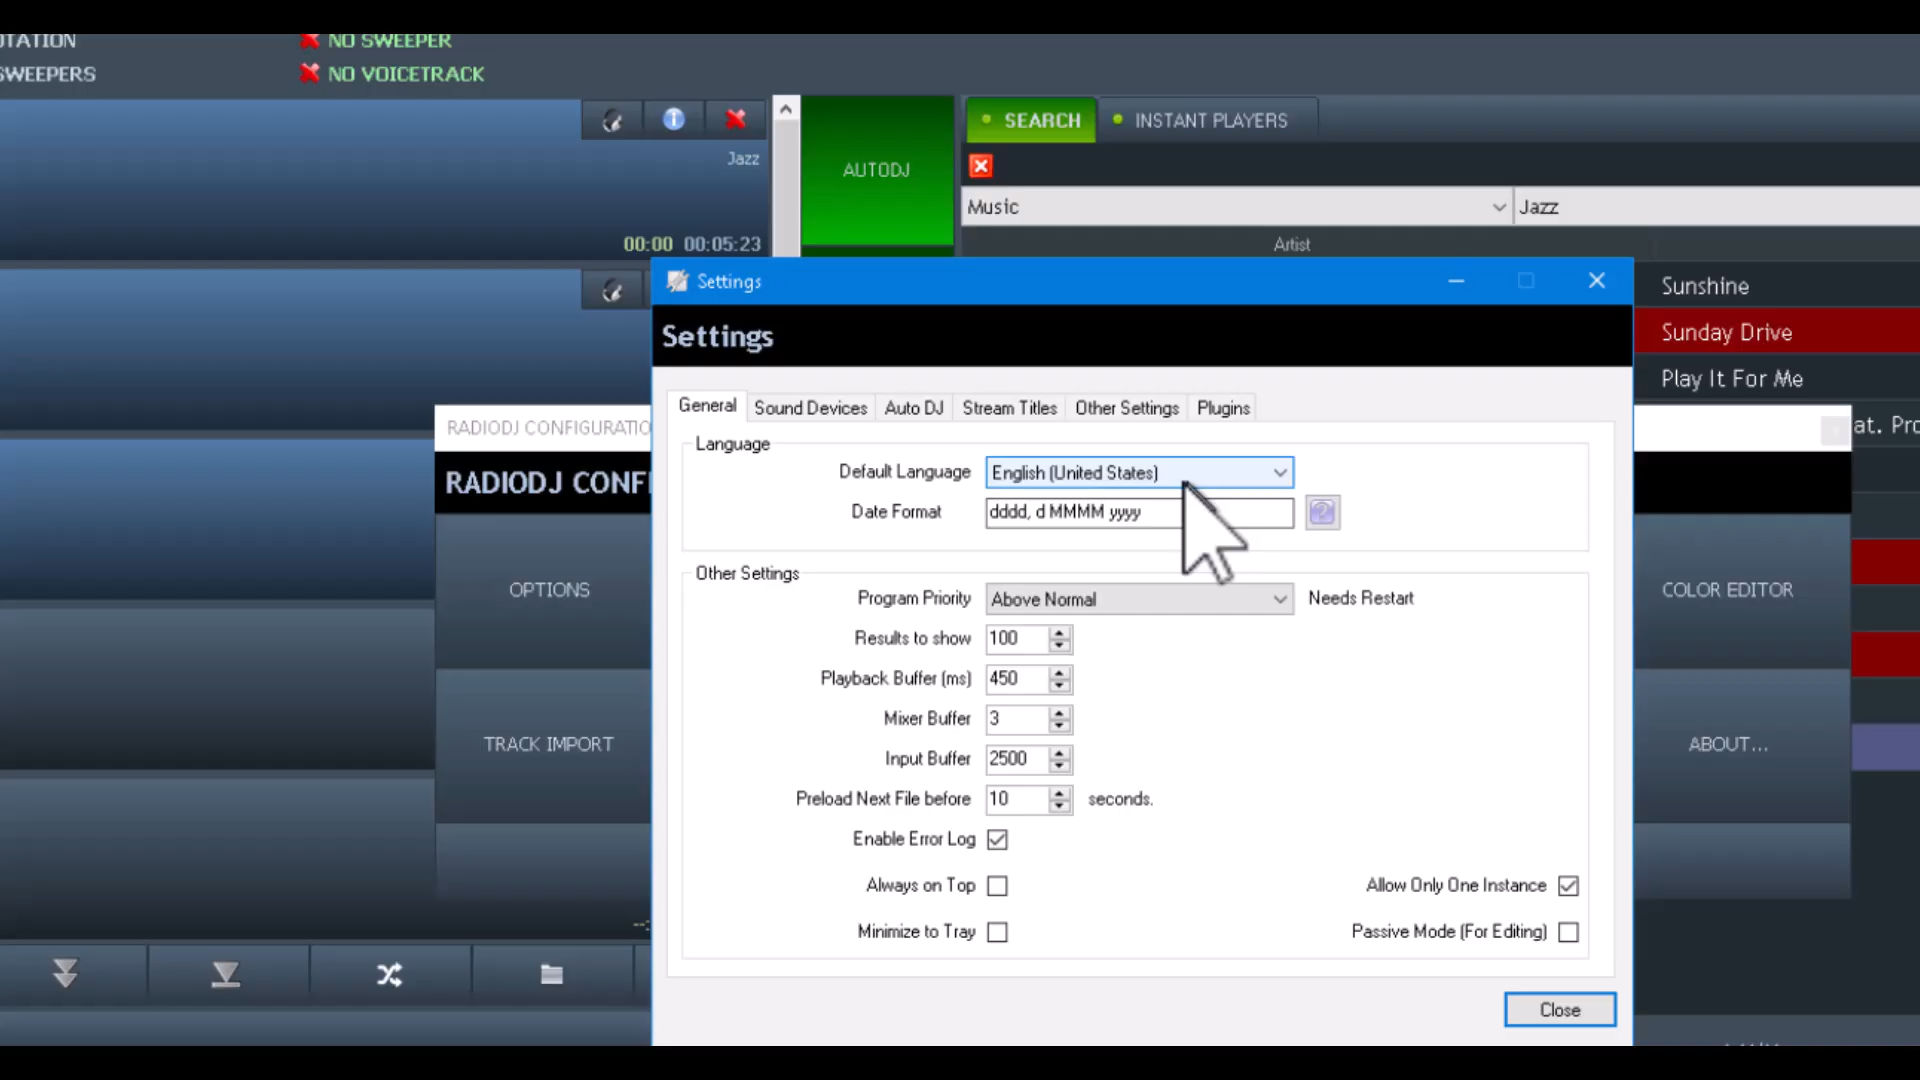 OTATION
NO SWEEPER
SWEEPERS
NO VOICETRACK
Jazz
00:00 00:05:23
AUTODJ
SEARCH
INSTANT PLAYERS
Music
Jazz
Artist
Sunshine
Sunday Drive
Play It For Me
at. Pro
RADIODJ CONFIGURATIO
RADIODJ CONFI
OPTIONS
TRACK IMPORT
COLOR EDITOR
ABOUT...
Settings
Settings
General
Sound Devices
Auto DJ
Stream Titles
Other Settings
Plugins
Language
Default Language English (United States)
Date Format dddd, d MMMM yyyy
Other Settings
Program Priority Above Normal Needs Restart
Results to show 100
Playback Buffer (ms) 450
Mixer Buffer 3
Input Buffer 2500
Preload Next File before 10 seconds.
Enable Error Log
Always on Top
Allow Only One Instance
Minimize to Tray
Passive Mode (For Editing)
Close